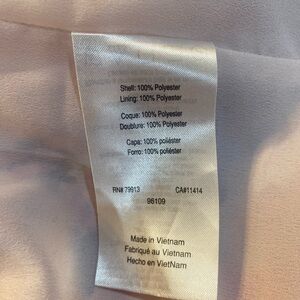 Shell: 100% Polyester
Lining: 100% Polyester
Coque: 100% Polyester
Doublure: 100% Polyester
Capa: 100% poliéster
Forro: 100% poliéster
RN# 79913 CA#11414
96109
Made in Vietnam
Fabriqué au Vietnam
Hecho en VietNam